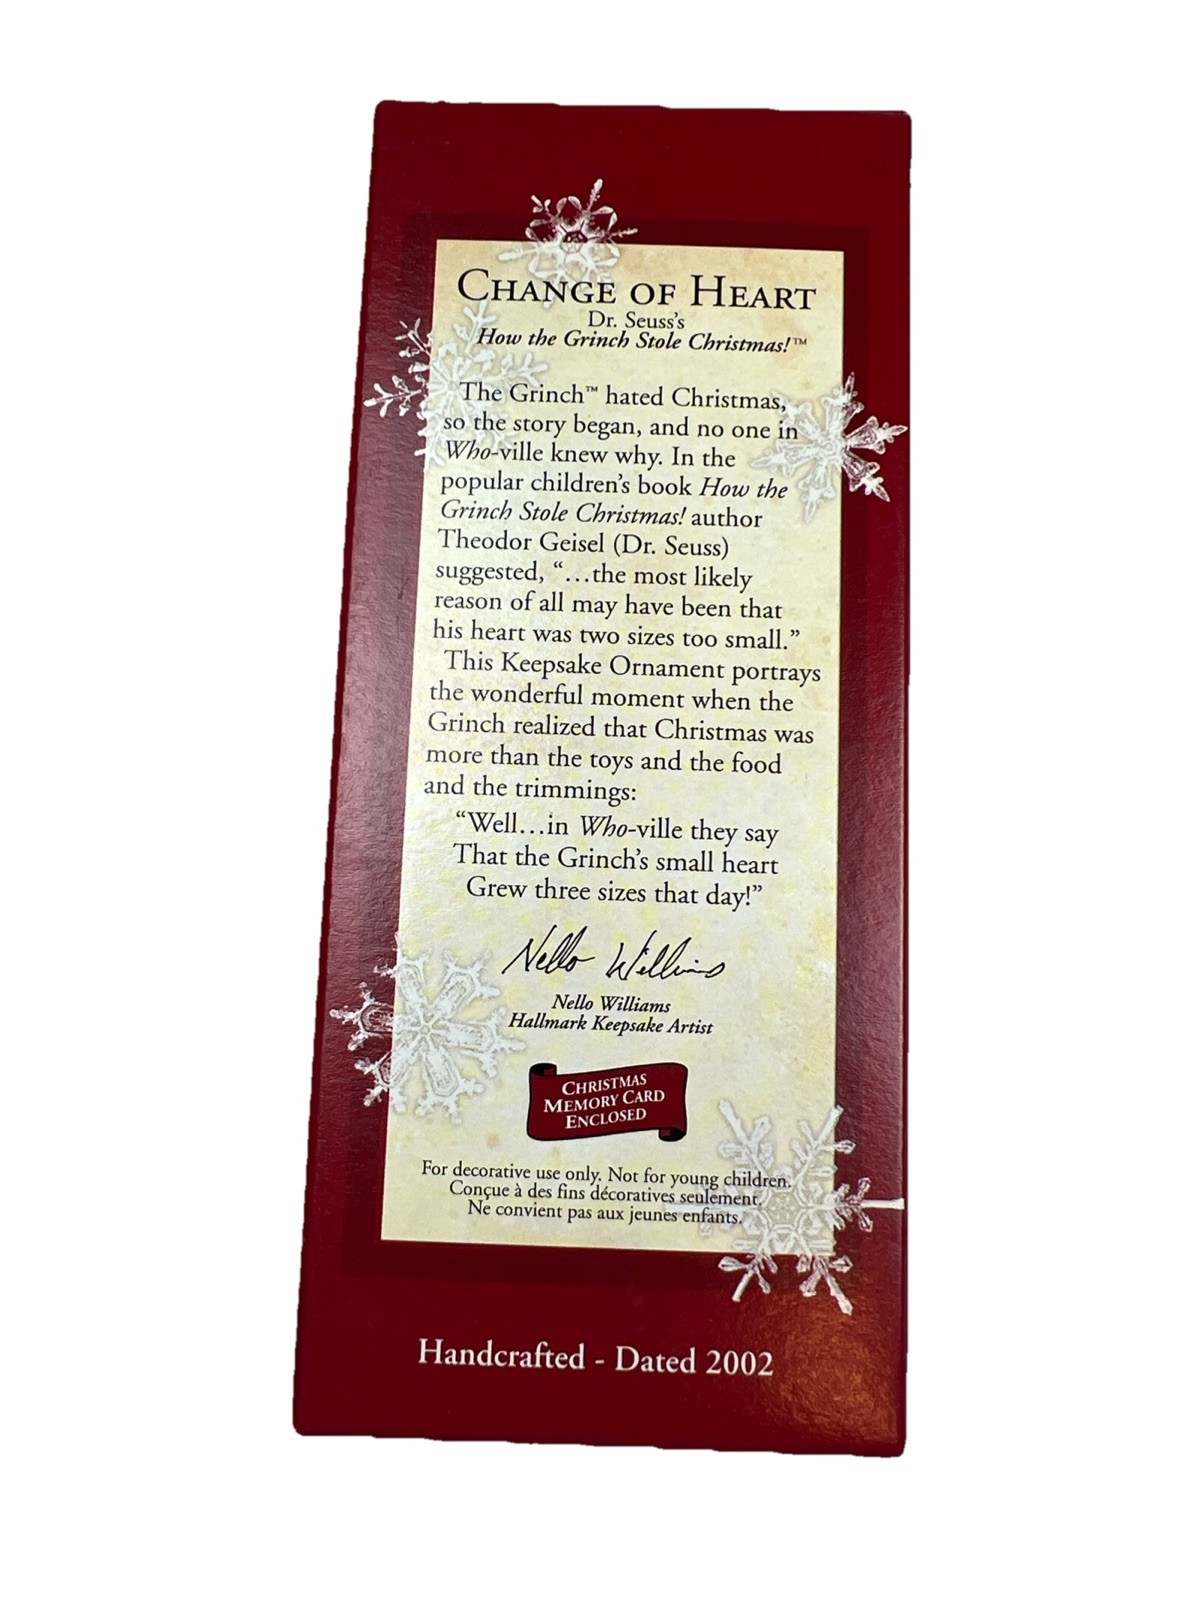 CHANGE OF HEART
Dr. Seuss's
How the Grinch Stole Christmas!™
The Grinch™ hated Christmas,
so the story began, and no one in
Who-ville knew why. In the
popular children's book How the
Grinch Stole Christmas! author
Theodor Geisel (Dr. Seuss)
suggested, “…the most likely
reason of all may have been that
his heart was two sizes too small.”
This Keepsake Ornament portrays
the wonderful moment when the
Grinch realized that Christmas was
more than the toys and the food
and the trimmings:
“Well…in Who-ville they say
That the Grinch's small heart
Grew three sizes that day!”
Nello Williams
Nello Williams
Hallmark Keepsake Artist
CHRISTMAS
MEMORY CARD
ENCLOSED
For decorative use only. Not for young children.
Conçue à des fins décoratives seulement.
Ne convient pas aux jeunes enfants.
Handcrafted - Dated 2002